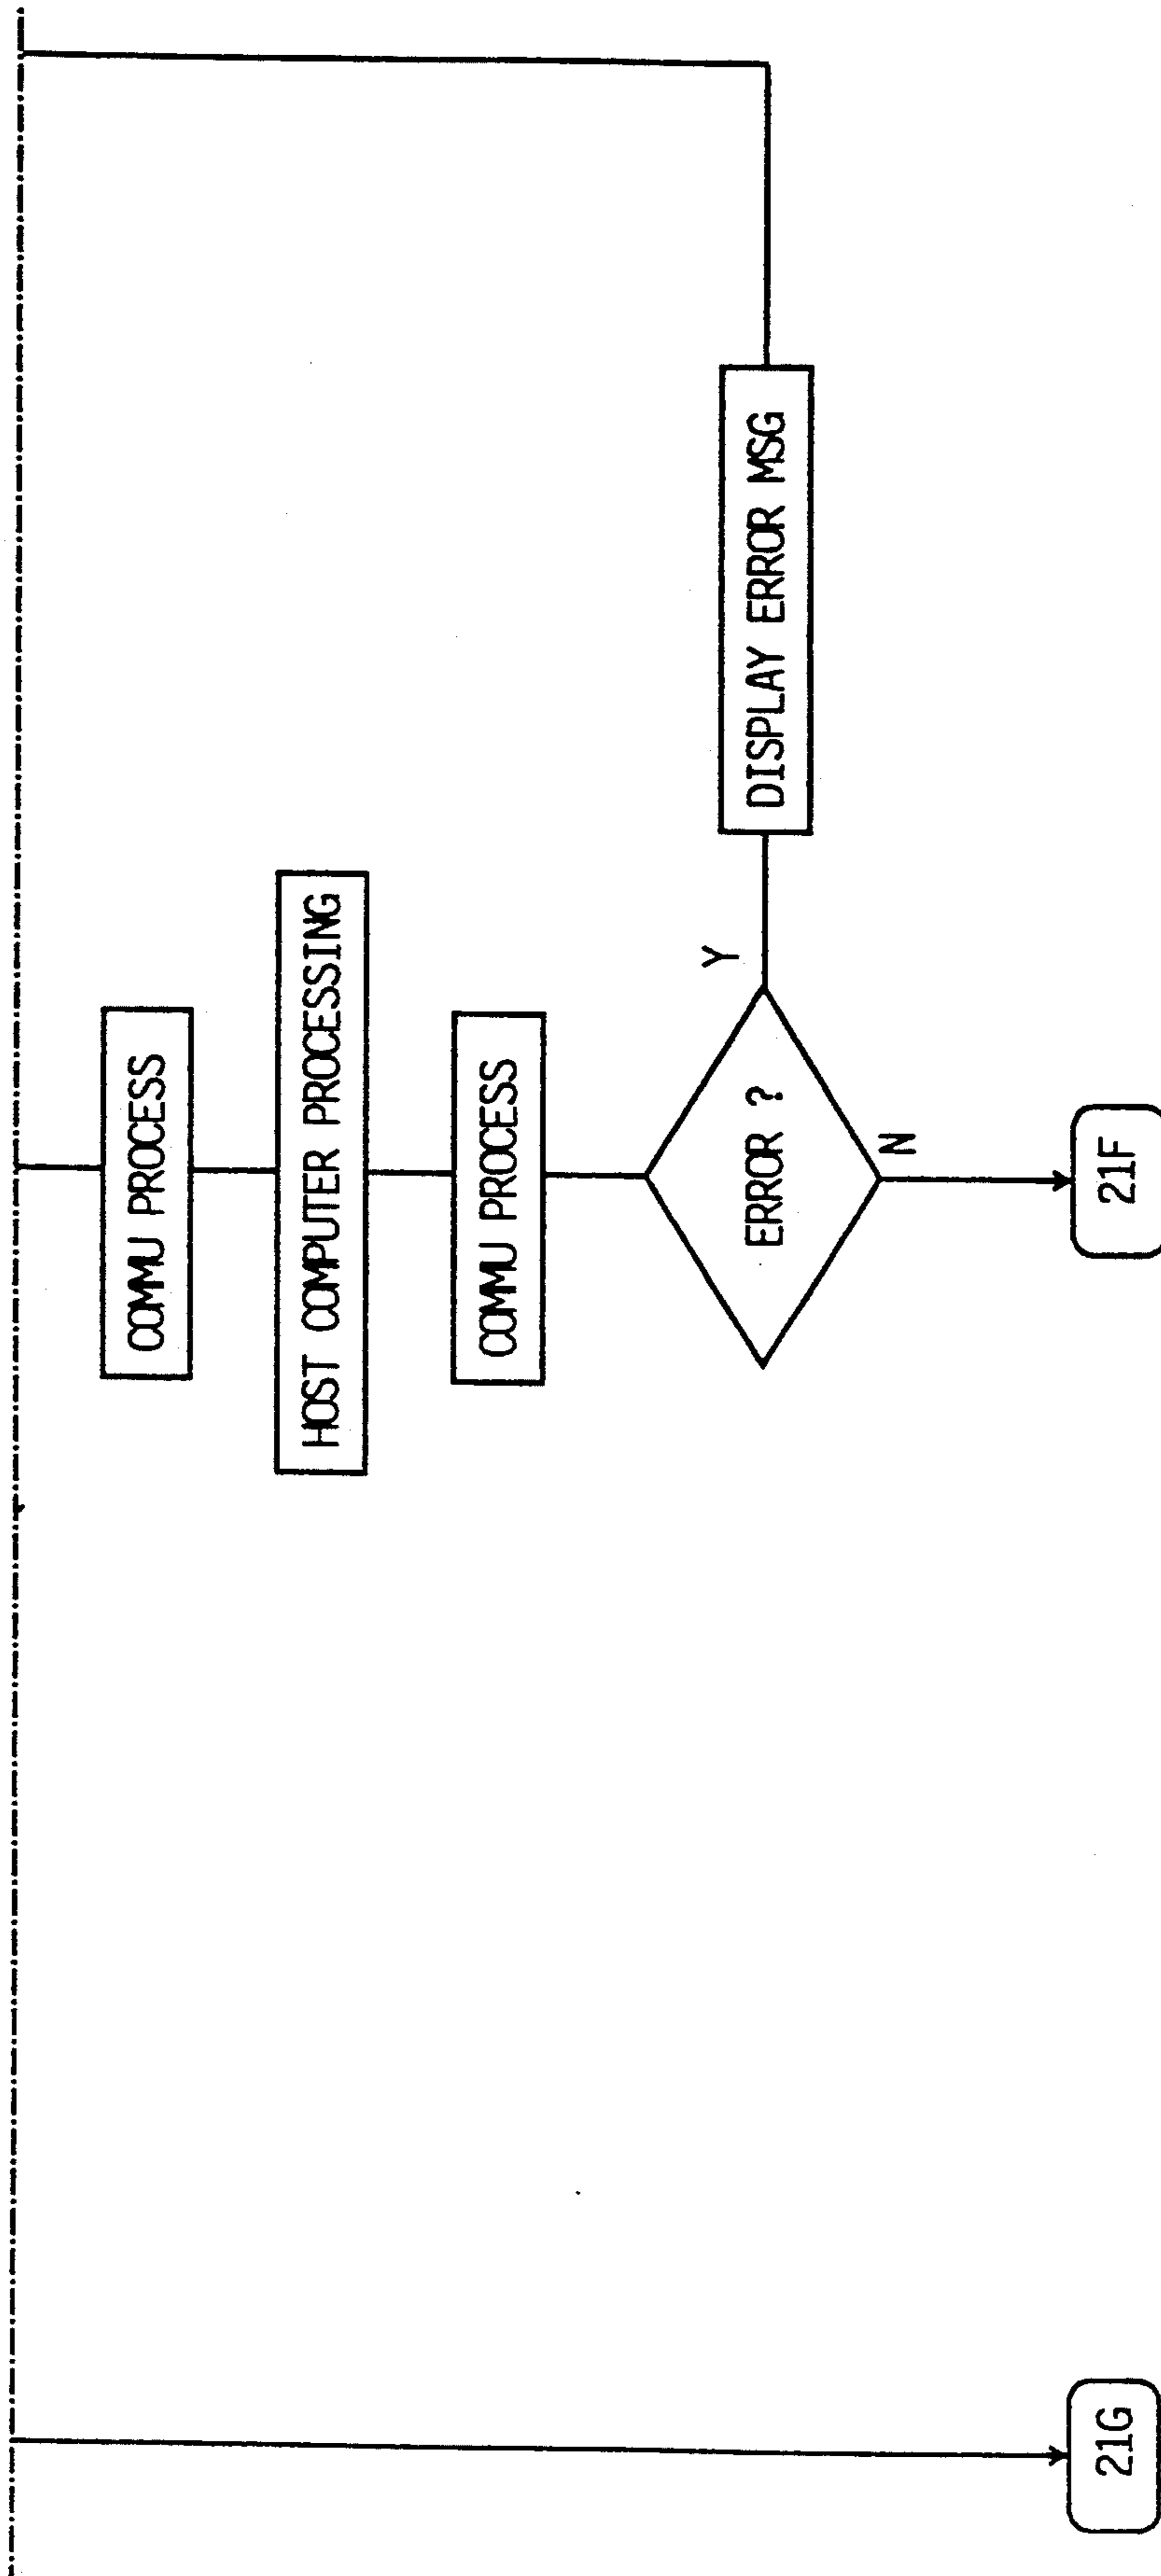 COMMU PROCESS
HOST COMPUTER PROCESSING
COMMU PROCESS
ERROR ?
Y
DISPLAY ERROR MSG
N
21G
21F